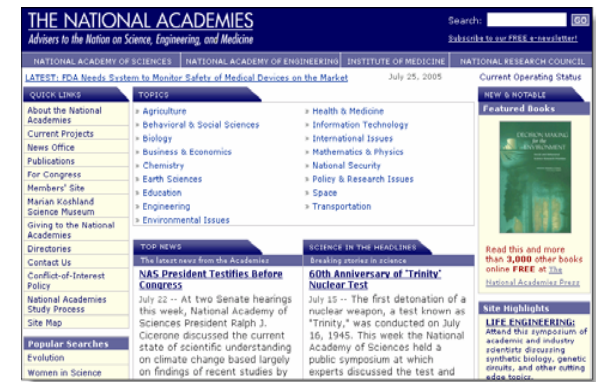 THE NATIONAL ACADEMIES
Advisers to the Nation on Science, Engineering, and Medicine
Search:
GO
Subscribe to our FREE e-newsletter!
NATIONAL ACADEMY OF SCIENCES
NATIONAL ACADEMY OF ENGINEERING
INSTITUTE OF MEDICINE
NATIONAL RESEARCH COUNCIL
LATEST: FDA Needs System to Monitor Safety of Medical Devices on the Market
July 25, 2005
Current Operating Status
QUICK LINKS
About the National
Academies
Current Projects
News Office
Publications
For Congress
Members' Site
Marian Koshland
Science Museum
Giving to the National
Academies
Directories
Contact Us
Conflict-of-Interest
Policy
National Academies
Study Process
Site Map
Popular Searches
Evolution
Women in Science
TOPICS
» Agriculture
» Behavioral & Social Sciences
» Biology
» Business & Economics
» Chemistry
» Earth Sciences
» Education
» Engineering
» Environmental Issues
» Health & Medicine
» Information Technology
» International Issues
» Mathematics & Physics
» National Security
» Policy & Research Issues
» Space
» Transportation
TOP NEWS
The latest news from the Academies
NAS President Testifies Before
Congress
July 22 -- At two Senate hearings
this week, National Academy of
Sciences President Ralph J.
Cicerone discussed the current
state of scientific understanding
on climate change based largely
on findings of recent studies by
SCIENCE IN THE HEADLINES
Breaking stories in science
60th Anniversary of 'Trinity'
Nuclear Test
July 15 -- The first detonation of a
nuclear weapon, a test known as
"Trinity," was conducted on July
16, 1945. This week the National
Academy of Sciences held a
public symposium at which
experts discussed the test and
NEW & NOTABLE
Featured Books
DECISION MAKING
for the
ENVIRONMENT
Read this and more
than 3,000 other books
online FREE at The
National Academies Press
Site Highlights
LIFE ENGINEERING:
Attend this symposium of
academic and industry
scientists discussing
synthetic biology, genetic
circuits, and other cutting
edge topics.